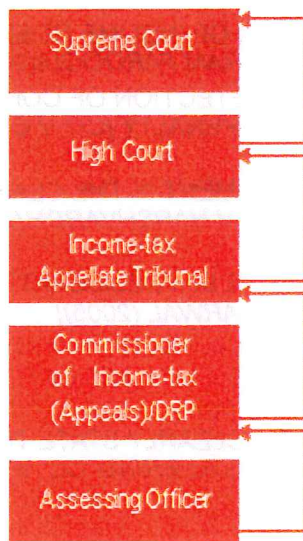 Supreme Court
High Court
Income-tax
Appellate Tribunal
Commissioner
of Income-tax
(Appeals)/DRP
Assessing Officer